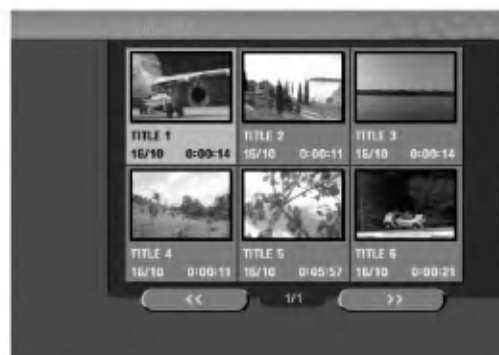 TITLE 1
16/10 0:00:14
TITLE 2
16/10 0:00:11
TITLE 3
16/10 0:00:14
TITLE 4
16/10 0:00:11
TITLE 5
16/10 0:05:57
TITLE 6
16/10 0:00:21
<< 1/1 >>